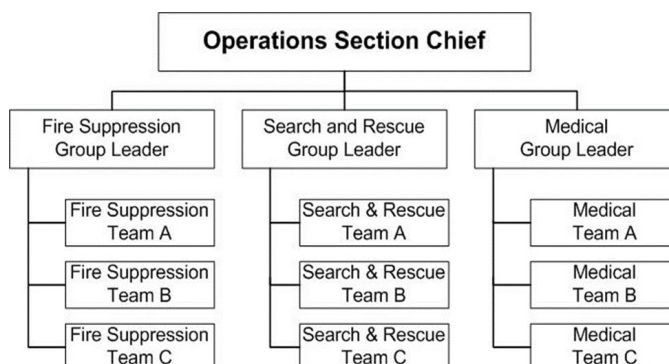 Operations Section Chief
Fire Suppression
Group Leader
Search and Rescue
Group Leader
Medical
Group Leader
Fire Suppression
Team A
Search & Rescue
Team A
Medical
Team A
Fire Suppression
Team B
Search & Rescue
Team B
Medical
Team B
Fire Suppression
Team C
Search & Rescue
Team C
Medical
Team C